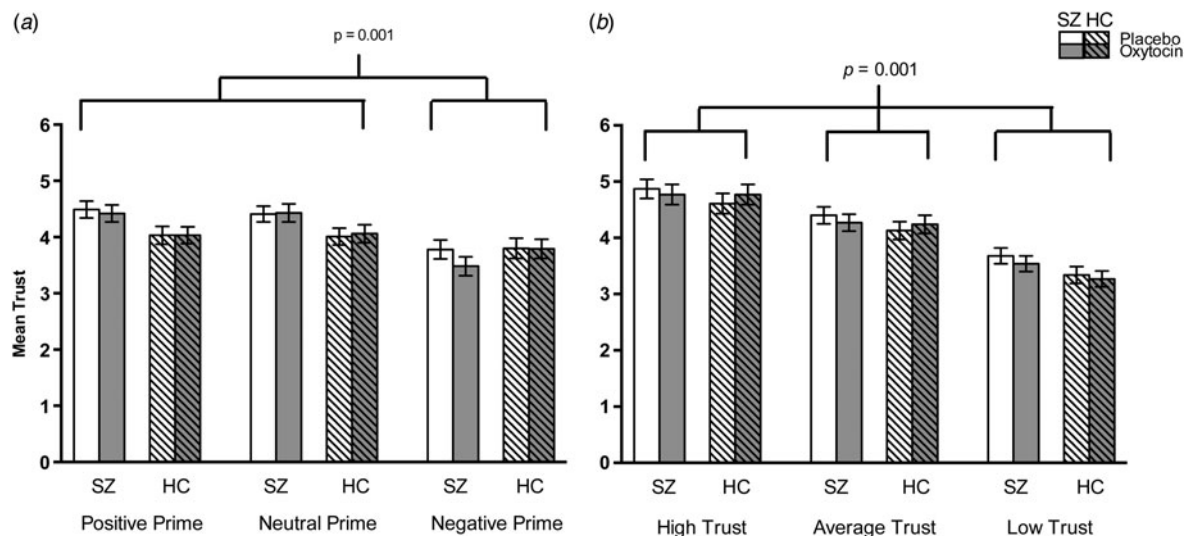 (a)
p = 0.001
Mean Trust
6
5
4
3
2
1
0
SZ HC SZ HC SZ HC
Positive Prime Neutral Prime Negative Prime
(b)
SZ HC
Placebo
Oxytocin
p = 0.001
6
5
4
3
2
1
0
SZ HC SZ HC SZ HC
High Trust Average Trust Low Trust